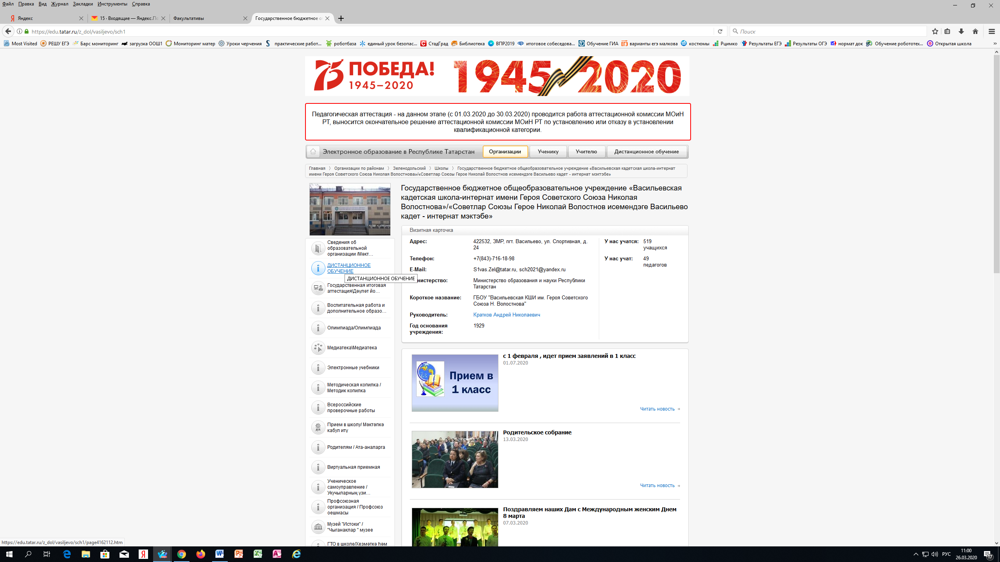 Файл Правка Вид Журнал Закладки Инструменты Справка
Яндекс
15 · Входящие — Яндекс.По
Факультативы
Государственное бюджетное о
https://edu.tatar.ru/z_dol/vasiljevo/sch1
Поиск
Most Visited РЕШУ ЕГЭ Барс мониторинг загрузка ООШ1 Мониторинг матер Уроки черчения практические работ... роботбаза единый урок безопас... СтадГрад Библиотека ВПР2019 итоговое собеседова... Обучение ГИА варианты егэ малкова костюмы Рцимко Результаты ЕГЭ Результаты ОГЭ нормат док Обучение робототех... Открытая школа
75 ПОБЕДА!
1945–2020
1945 2020
Педагогическая аттестация - на данном этапе (с 01.03.2020 до 30.03.2020) проводится работа аттестационной комиссии МОиН
РТ, выносится окончательное решение аттестационной комиссии МОиН РТ по установлению или отказу в установлении
квалификационной категории.
Электронное образование в Республике Татарстан Организации Ученику Учителю Дистанционное обучение
Главная Организации по районам Зеленодольский Школы Государственное бюджетное общеобразовательное учреждение «Васильевская кадетская школа-интернат
имени Героя Советского Союза Николая Волостнова»/«Советлар Союзы Герое Николай Волостнов исемендэге Васильево кадет - интернат мэктэбе»
Государственное бюджетное общеобразовательное учреждение «Васильевская
кадетская школа-интернат имени Героя Советского Союза Николая
Волостнова»/«Советлар Союзы Герое Николай Волостнов исемендэге Васильево
кадет - интернат мэктэбе»
Сведения об
образовательной
организации /Мәкт...
ДИСТАНЦИОННОЕ
ОБУЧЕНИЕ
ДИСТАНЦИОННОЕ ОБУЧЕНИЕ
Государственная итоговая
аттестация\Дәүләт йо...
Воспитательная работа и
дополнительное образо...
Олимпиада/Олимпиада
Медиатека\Медиатека
Электронные учебники
Методическая копилка /
Методик копилка
Всероссийские
проверочные работы
Прием в школу/ Мәктәпкә
кабул итү
Родителям / Ата-аналарга
Виртуальная приемная
Ученическое
самоуправление /
Укучыларның үзи...
Профсоюзная
организация / Профсоюз
оешмасы
Музей "Истоки" /
"Чыганаклар " музее
ГТО в школе/Хезмәткә һәм
Визитная карточка
Адрес: 422532, ЗМР, пгт. Васильево, ул. Спортивная, д.
24
Телефон: +7(843)-716-18-98
E-Mail: S1vas.Zel@tatar.ru, sch2021@yandex.ru
нистерство: Министерство образования и науки Республики
Татарстан
Короткое название: ГБОУ "Васильевская КШИ им. Героя Советского
Союза Н. Волостнова"
Руководитель: Кратков Андрей Николаевич
Год основания 1929
учреждения:
У нас учатся: 519
учащихся
У нас учат: 49
педагогов
Прием в
1 класс
с 1 февраля , идет прием заявлений в 1 класс
01.07.2020
Читать новость
Родительское собрание
13.03.2020
Читать новость
Поздравляем наших Дам с Международным женским Днем
8 марта
07.03.2020
https://edu.tatar.ru/z_dol/vasiljevo/sch1/page4162112.htm
РУС
11:00
26.03.2020
17